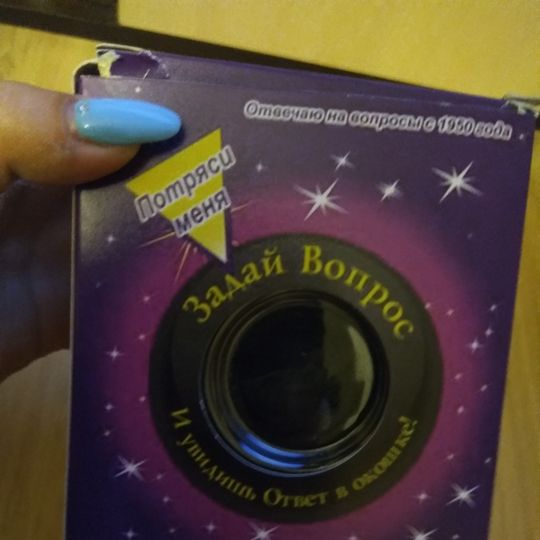 Отвечаю на вопросы с 1950 года
Потряси
меня
Задай Вопрос
И увидишь Ответ в окошке!